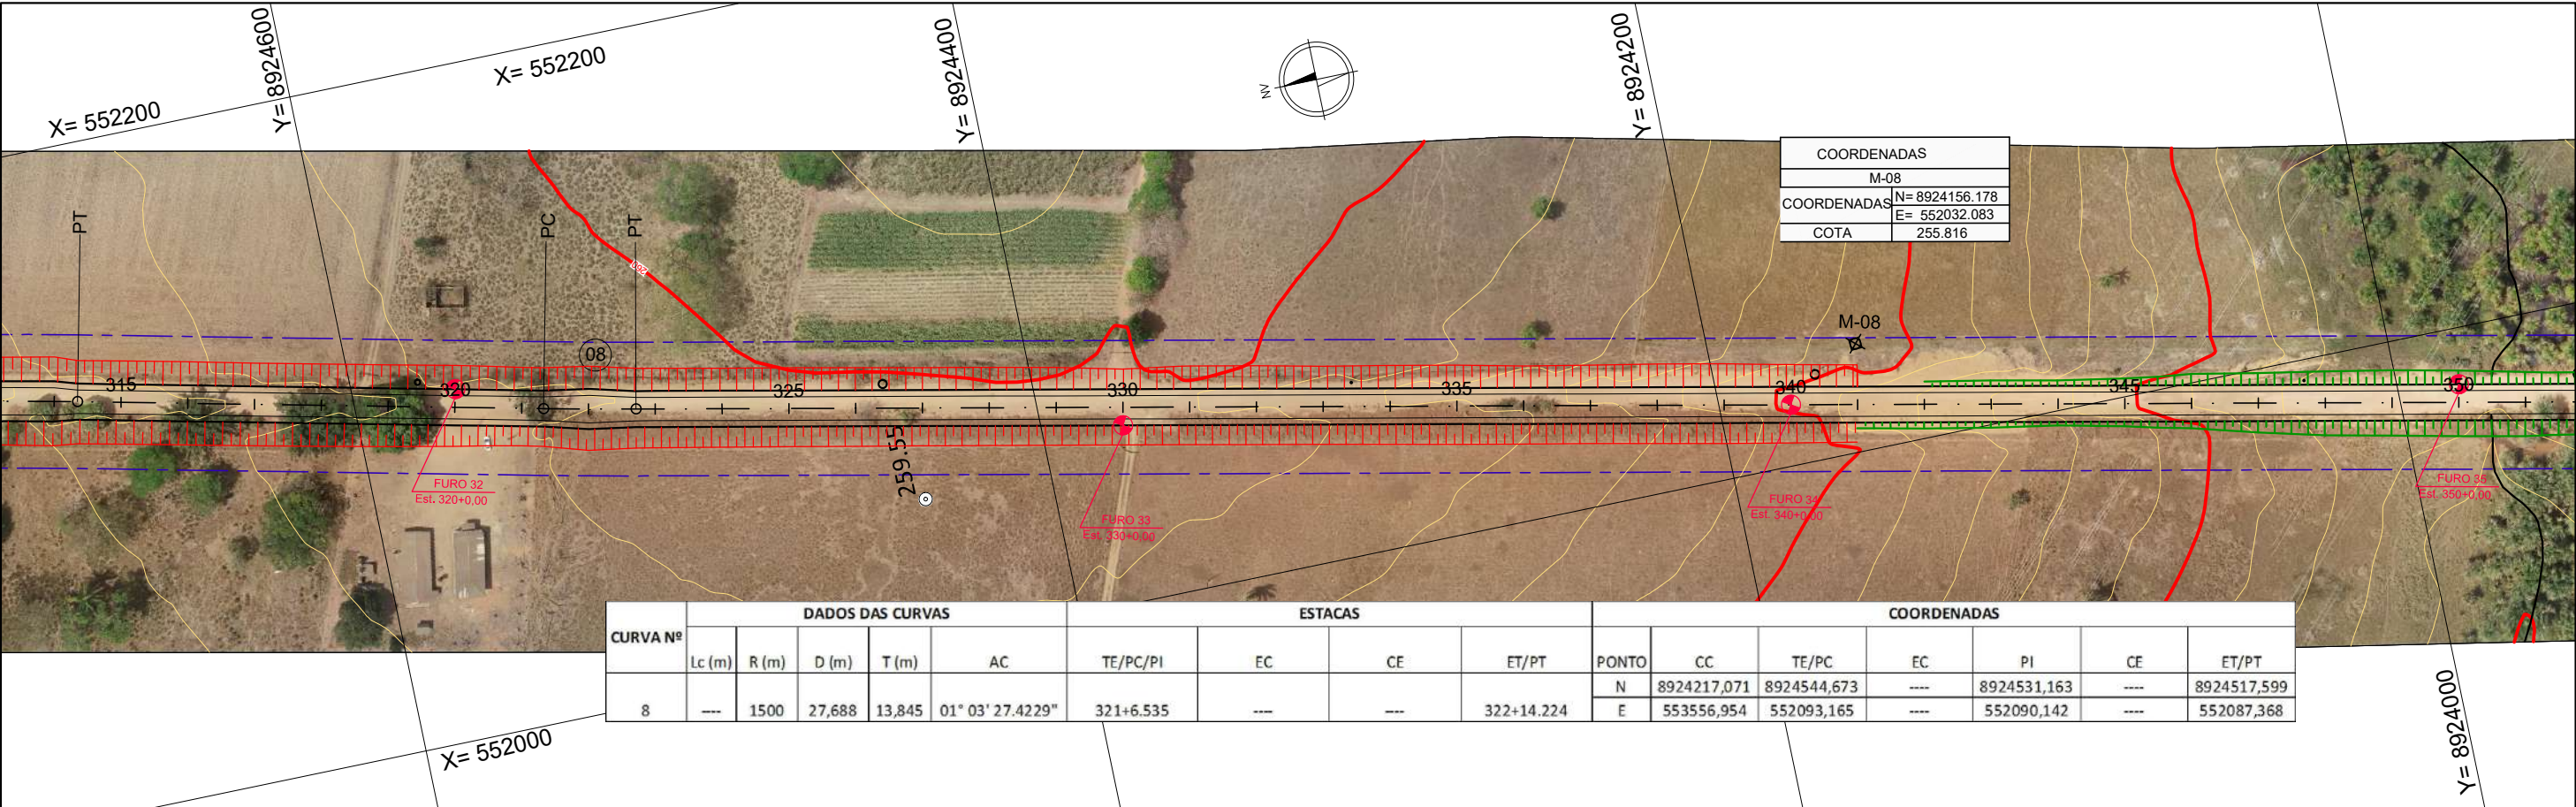 Y= 8924600
X= 552200
X= 552200
Y= 8924400
NV
Y= 8924200
COORDENADAS
M-08
COORDENADAS N= 8924156.178
E= 552032.083
COTA 255.816
PT
PC
PT
260
08
M-08
315
320
325
330
335
340
345
350
259.55
FURO 32
Est. 320+0,00
FURO 33
Est. 330+0,00
FURO 34
Est. 340+0,00
FURO 35
Est. 350+0,00
CURVA Nº DADOS DAS CURVAS ESTACAS COORDENADAS
Lc (m) R (m) D (m) T (m) AC TE/PC/PI EC CE ET/PT PONTO CC TE/PC EC PI CE ET/PT
N 8924217,071 8924544,673 ---- 8924531,163 ---- 8924517,599
8 ---- 1500 27,688 13,845 01° 03' 27.4229" 321+6.535 ---- ---- 322+14.224 E 553556,954 552093,165 ---- 552090,142 ---- 552087,368
X= 552000
Y= 8924000